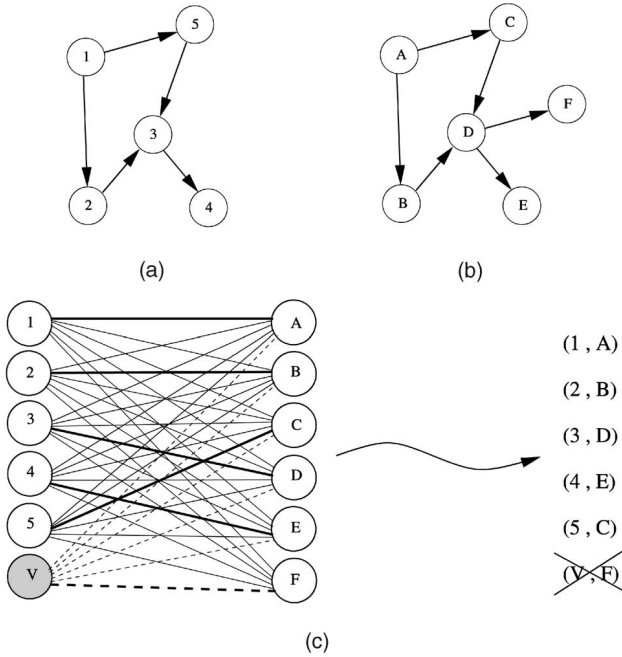 5
1
3
2
4
(a)
C
A
F
D
B
E
(b)
1
A
2
B
3
C
4
D
5
E
V
F
(1 , A)
(2 , B)
(3 , D)
(4 , E)
(5 , C)
(V , F)
(c)